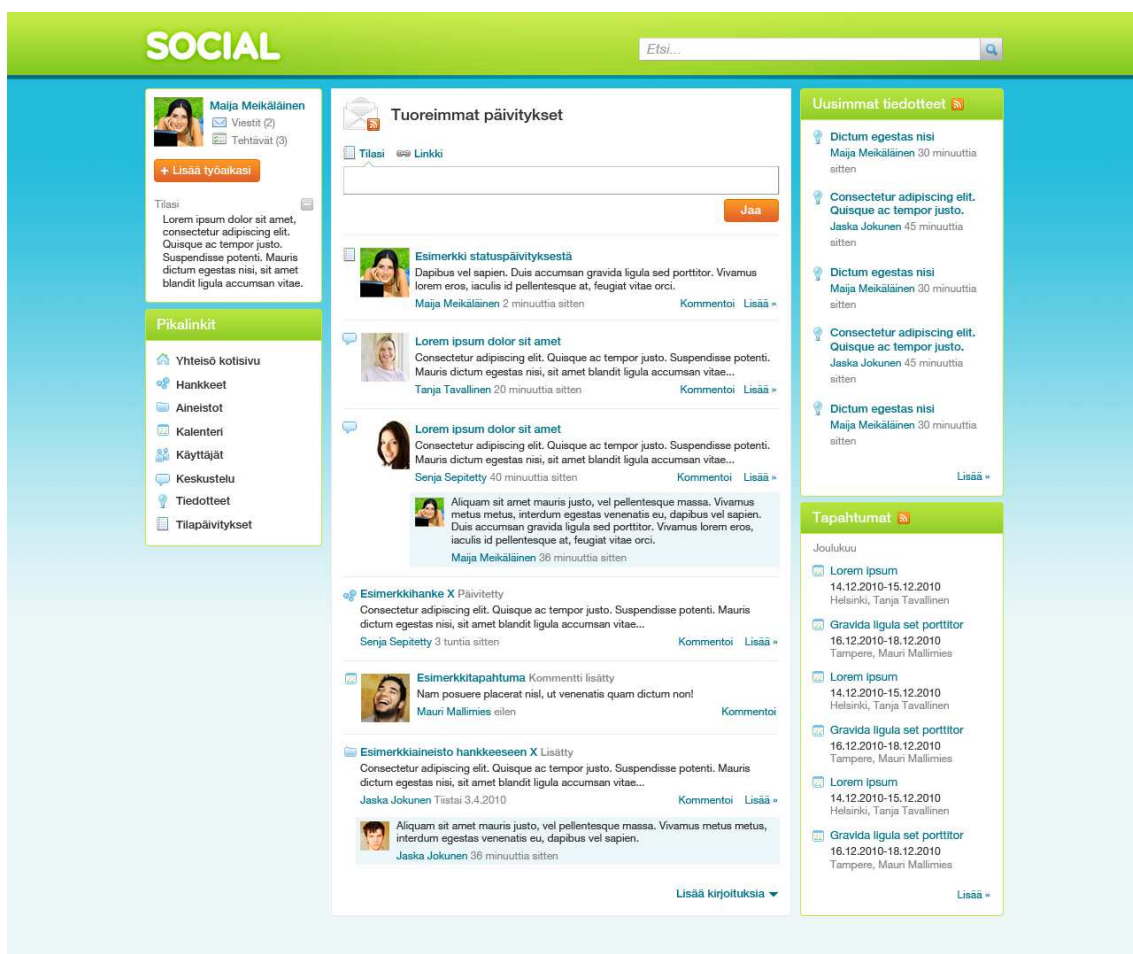 SOCIAL
Etsi...
Maija Meikäläinen
Viestit (2)
Tehtävät (3)
+ Lisää työaikasi
Tilasi
Lorem ipsum dolor sit amet,
consectetur adipiscing elit.
Quisque ac tempor justo.
Suspendisse potenti. Mauris
dictum egestas nisi, sit amet
blandit ligula accumsan vitae.
Pikalinkit
Yhteisö kotisivu
Hankkeet
Aineistot
Kalenteri
Käyttäjät
Keskustelu
Tiedotteet
Tilapäivitykset
Tuoreimmat päivitykset
Tilasi Linkki
Jaa
Esimerkki statuspäivityksestä
Dapibus vel sapien. Duis accumsan gravida ligula sed porttitor. Vivamus
lorem eros, iaculis id pellentesque at, feugiat vitae orci.
Maija Meikäläinen 2 minuuttia sitten Kommentoi Lisää »
Lorem ipsum dolor sit amet
Consectetur adipiscing elit. Quisque ac tempor justo. Suspendisse potenti.
Mauris dictum egestas nisi, sit amet blandit ligula accumsan vitae...
Tanja Tavallinen 20 minuuttia sitten Kommentoi Lisää »
Lorem ipsum dolor sit amet
Consectetur adipiscing elit. Quisque ac tempor justo. Suspendisse potenti.
Mauris dictum egestas nisi, sit amet blandit ligula accumsan vitae...
Senja Sepitetty 40 minuuttia sitten Kommentoi Lisää »
Aliquam sit amet mauris justo, vel pellentesque massa. Vivamus
metus metus, interdum egestas venenatis eu, dapibus vel sapien.
Duis accumsan gravida ligula sed porttitor. Vivamus lorem eros,
iaculis id pellentesque at, feugiat vitae orci.
Maija Meikäläinen 36 minuuttia sitten
Esimerkkihanke X Päivitetty
Consectetur adipiscing elit. Quisque ac tempor justo. Suspendisse potenti. Mauris
dictum egestas nisi, sit amet blandit ligula accumsan vitae...
Senja Sepitetty 3 tuntia sitten Kommentoi Lisää »
Esimerkkitapahtuma Kommentti lisätty
Nam posuere placerat nisl, ut venenatis quam dictum non!
Mauri Mallimies eilen Kommentoi
Esimerkkiaineisto hankkeeseen X Lisätty
Consectetur adipiscing elit. Quisque ac tempor justo. Suspendisse potenti. Mauris
dictum egestas nisi, sit amet blandit ligula accumsan vitae...
Jaska Jokunen Tiistai 3.4.2010 Kommentoi Lisää »
Aliquam sit amet mauris justo, vel pellentesque massa. Vivamus metus metus,
interdum egestas venenatis eu, dapibus vel sapien.
Jaska Jokunen 36 minuuttia sitten
Lisää kirjoituksia
Uusimmat tiedotteet
Dictum egestas nisi
Maija Meikäläinen 30 minuuttia
sitten
Consectetur adipiscing elit.
Quisque ac tempor justo.
Jaska Jokunen 45 minuuttia
sitten
Dictum egestas nisi
Maija Meikäläinen 30 minuuttia
sitten
Consectetur adipiscing elit.
Quisque ac tempor justo.
Jaska Jokunen 45 minuuttia
sitten
Dictum egestas nisi
Maija Meikäläinen 30 minuuttia
sitten
Lisää »
Tapahtumat
Joulukuu
Lorem ipsum
14.12.2010-15.12.2010
Helsinki, Tanja Tavallinen
Gravida ligula set porttitor
16.12.2010-18.12.2010
Tampere, Mauri Mallimies
Lorem ipsum
14.12.2010-15.12.2010
Helsinki, Tanja Tavallinen
Gravida ligula set porttitor
16.12.2010-18.12.2010
Tampere, Mauri Mallimies
Lorem ipsum
14.12.2010-15.12.2010
Helsinki, Tanja Tavallinen
Gravida ligula set porttitor
16.12.2010-18.12.2010
Tampere, Mauri Mallimies
Lisää »